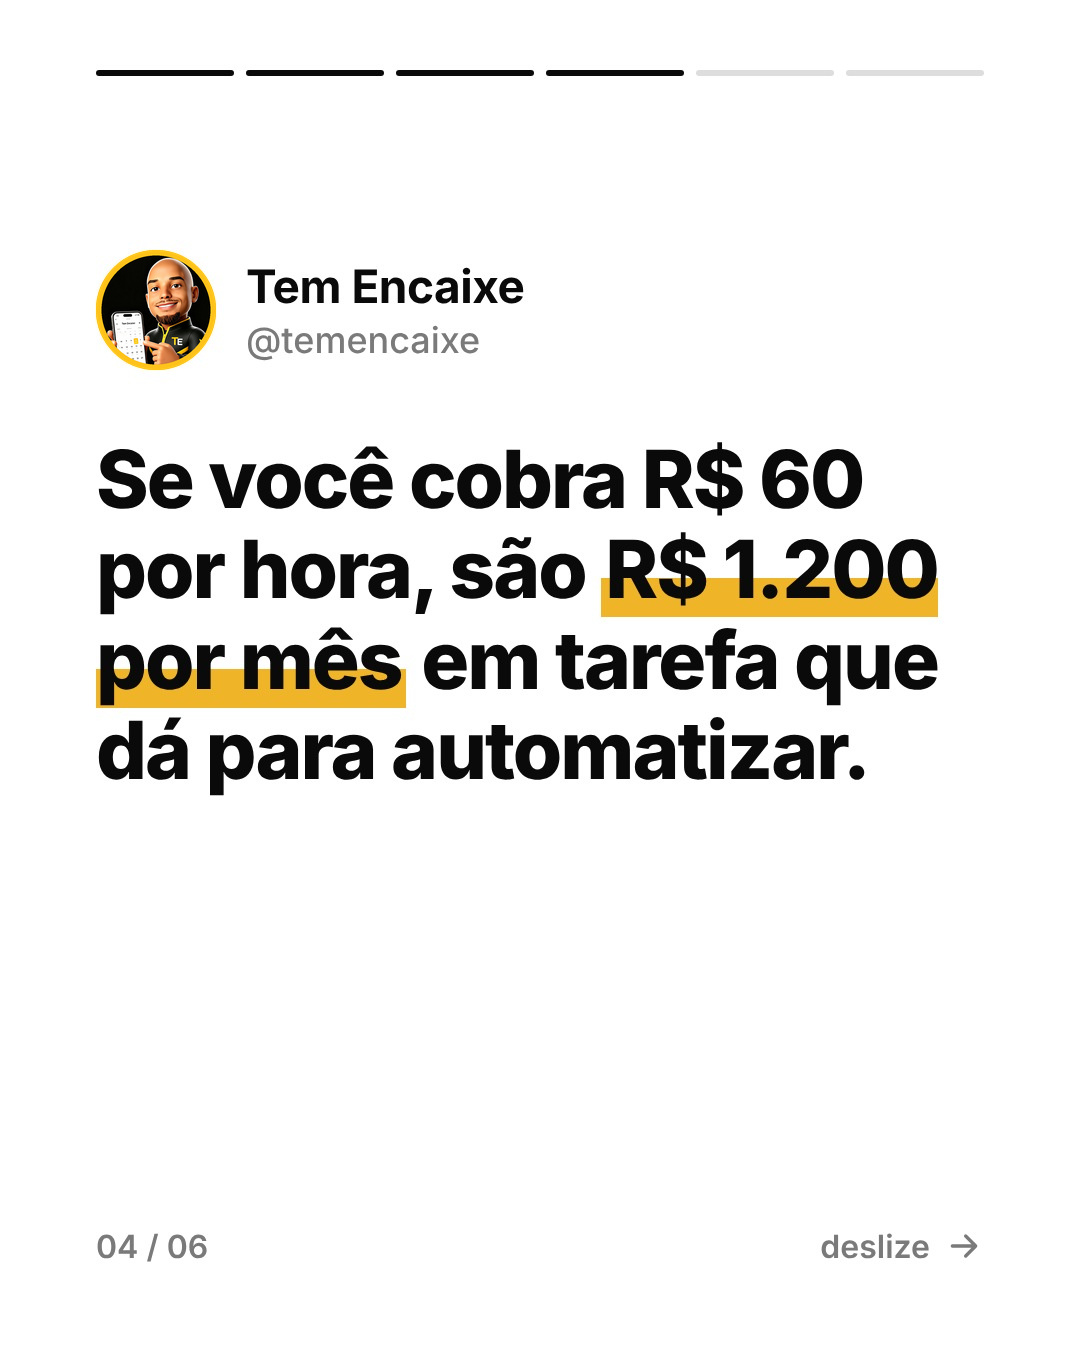 Tem Encaixe
@temencaixe
Se você cobra R$ 60
por hora, são R$ 1.200
por mês em tarefa que
dá para automatizar.
04 / 06
deslize →